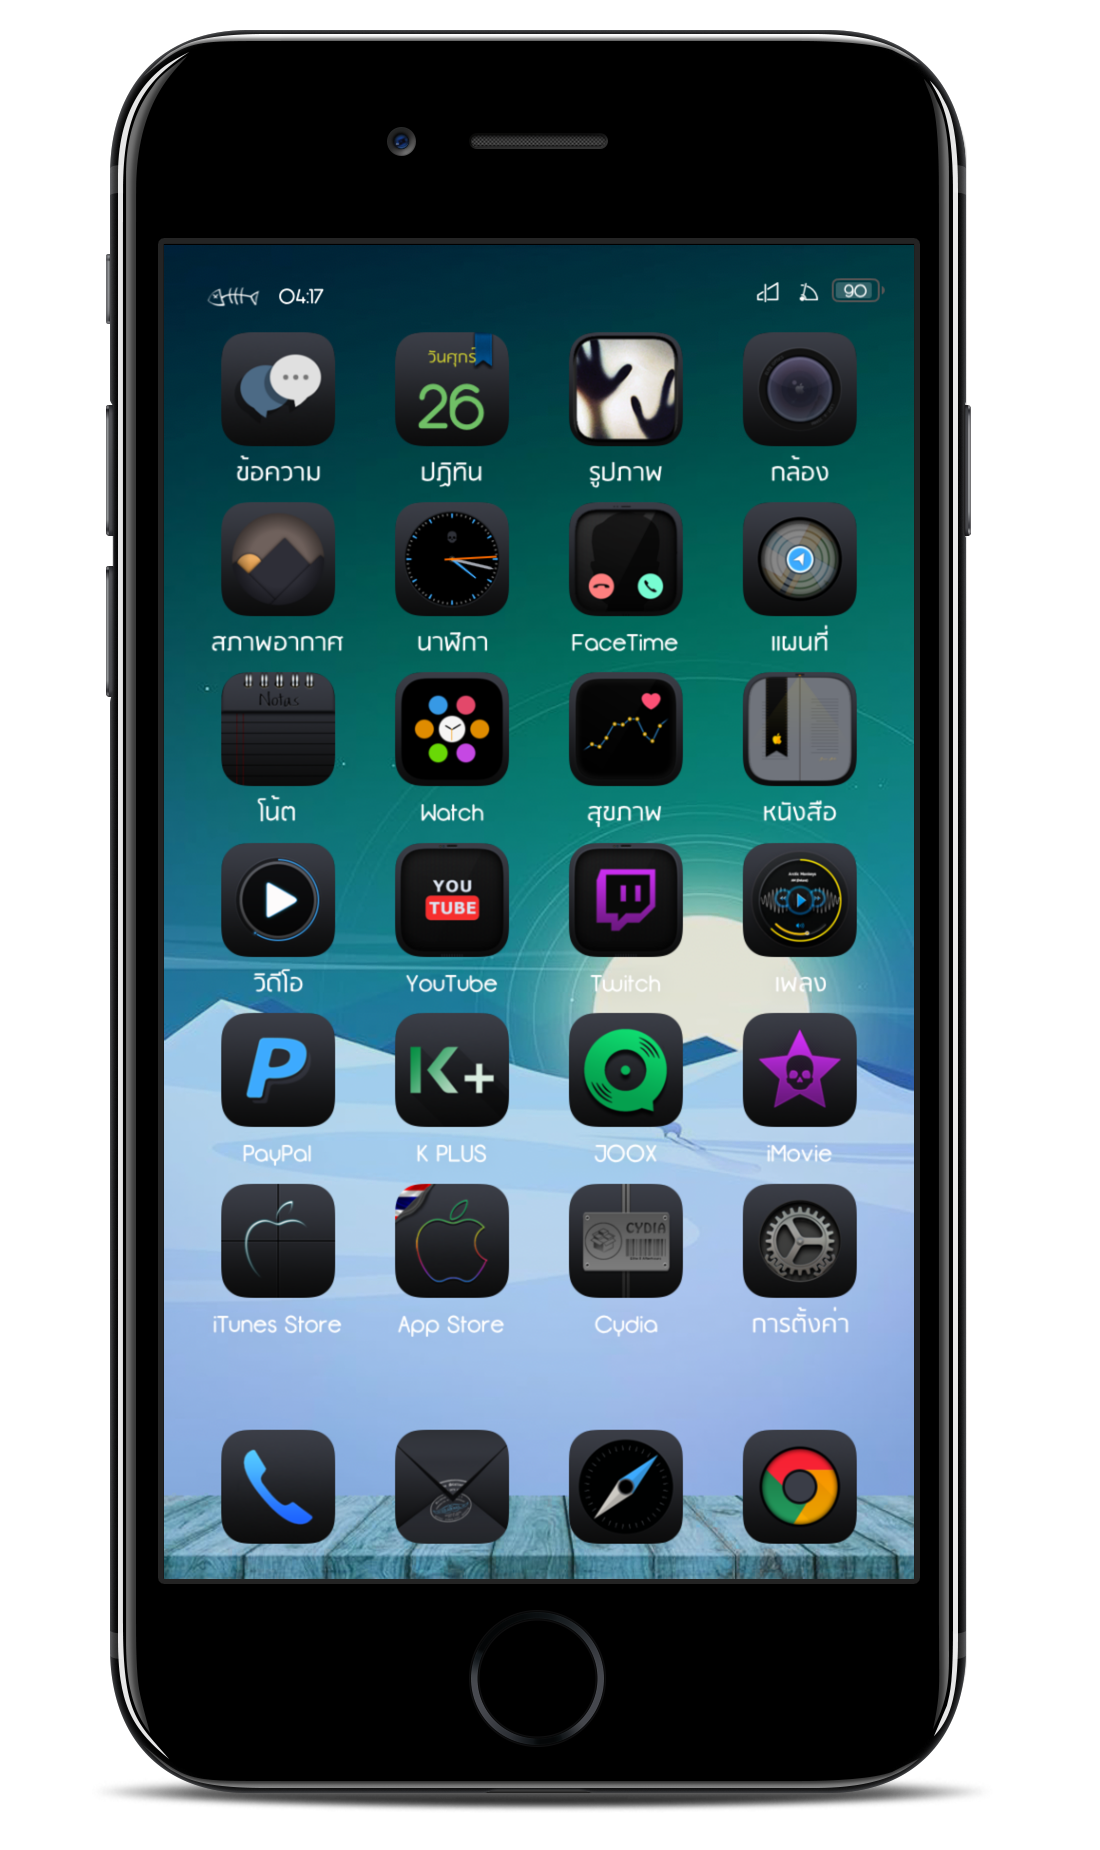 04:17
90
วันศุกร์
26
ข้อความ
ปฏิทิน
รูปภาพ
กล้อง
สภาพอากาศ
นาฬิกา
FaceTime
แผนที่
Notes
โน้ต
Watch
สุขภาพ
หนังสือ
YOU
TUBE
วิดีโอ
YouTube
Twitch
เพลง
K+
PayPal
K PLUS
JOOX
iMovie
CYDIA
iTunes Store
App Store
Cydia
การตั้งค่า